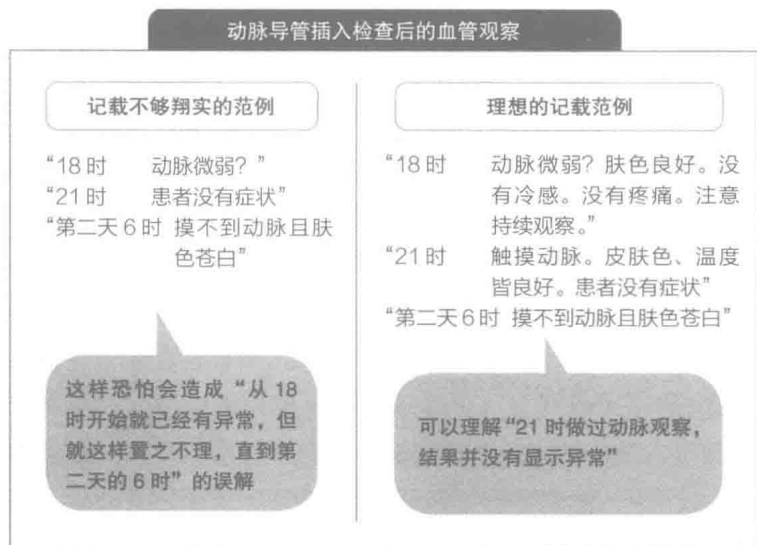 动脉导管插入检查后的血管观察
记载不够翔实的范例
“18 时 动脉微弱？”
“21 时 患者没有症状”
“第二天 6 时 摸不到动脉且肤
色苍白”
这样恐怕会造成“从 18
时开始就已经有异常，但
就这样置之不理，直到第
二天的 6 时”的误解
理想的记载范例
“18 时 动脉微弱？肤色良好。没
有冷感。没有疼痛。注意
持续观察。”
“21 时 触摸动脉。皮肤色、温度
皆良好。患者没有症状”
“第二天 6 时 摸不到动脉且肤色苍白”
可以理解“21 时做过动脉观察，
结果并没有显示异常”